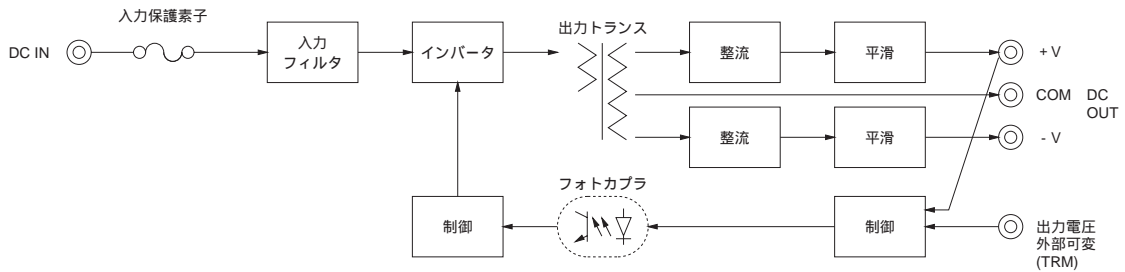 入力保護素子
DC IN
入力
フィルタ
インバータ
出力トランス
整流
平滑
+ V
COM DC
OUT
整流
平滑
- V
フォトカプラ
制御
制御
出力電圧
外部可変
(TRM)